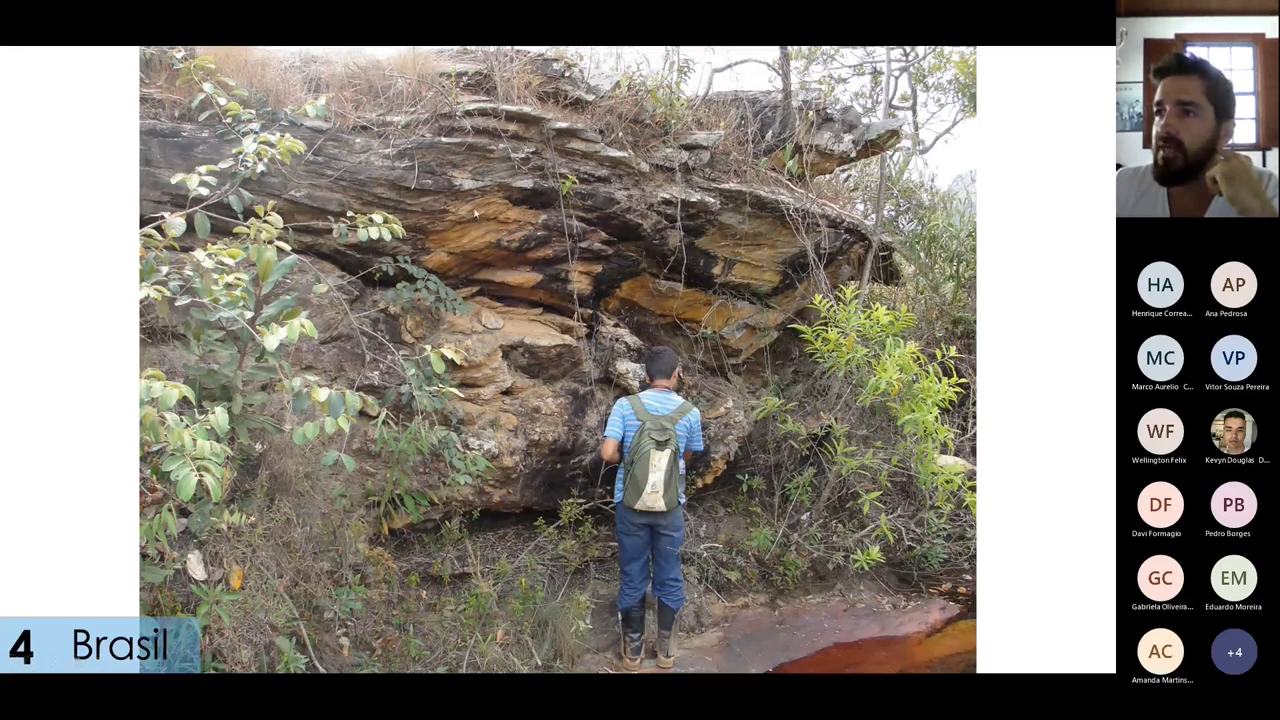 4 Brasil
HA
AP
Henrique Correa...
Ana Pedrosa
MC
VP
Marco Aurelio C...
Vitor Souza Pereira
WF
Wellington Felix
Kevyn Douglas D...
DF
PB
Davi Formagio
Pedro Borges
GC
EM
Gabriela Oliveira...
Eduardo Moreira
AC
+4
Amanda Martins...